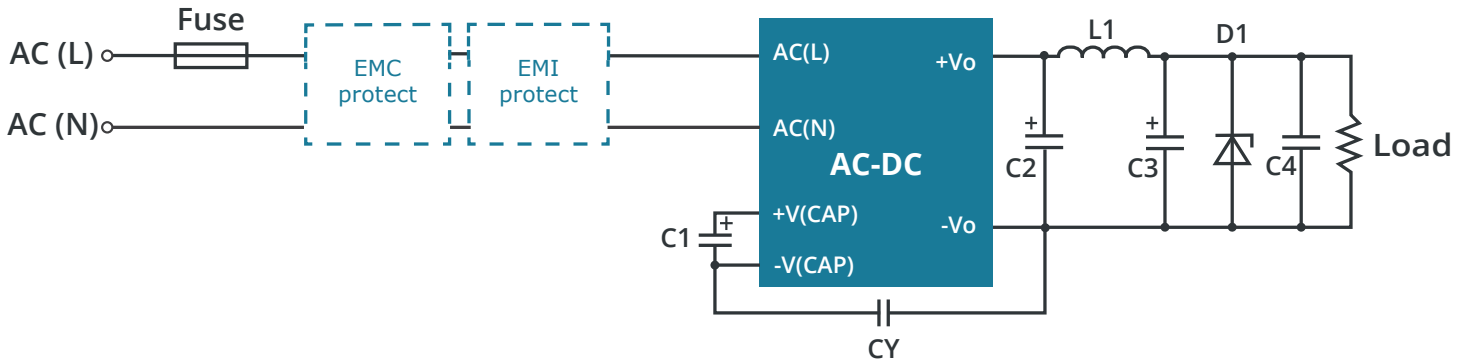 Fuse
AC (L)
AC (N)
EMC
protect
EMI
protect
AC(L)
AC(N)
AC-DC
+V(CAP)
-V(CAP)
+Vo
-Vo
C1
+
CY
L1
D1
+
C2
+
C3
C4
Load